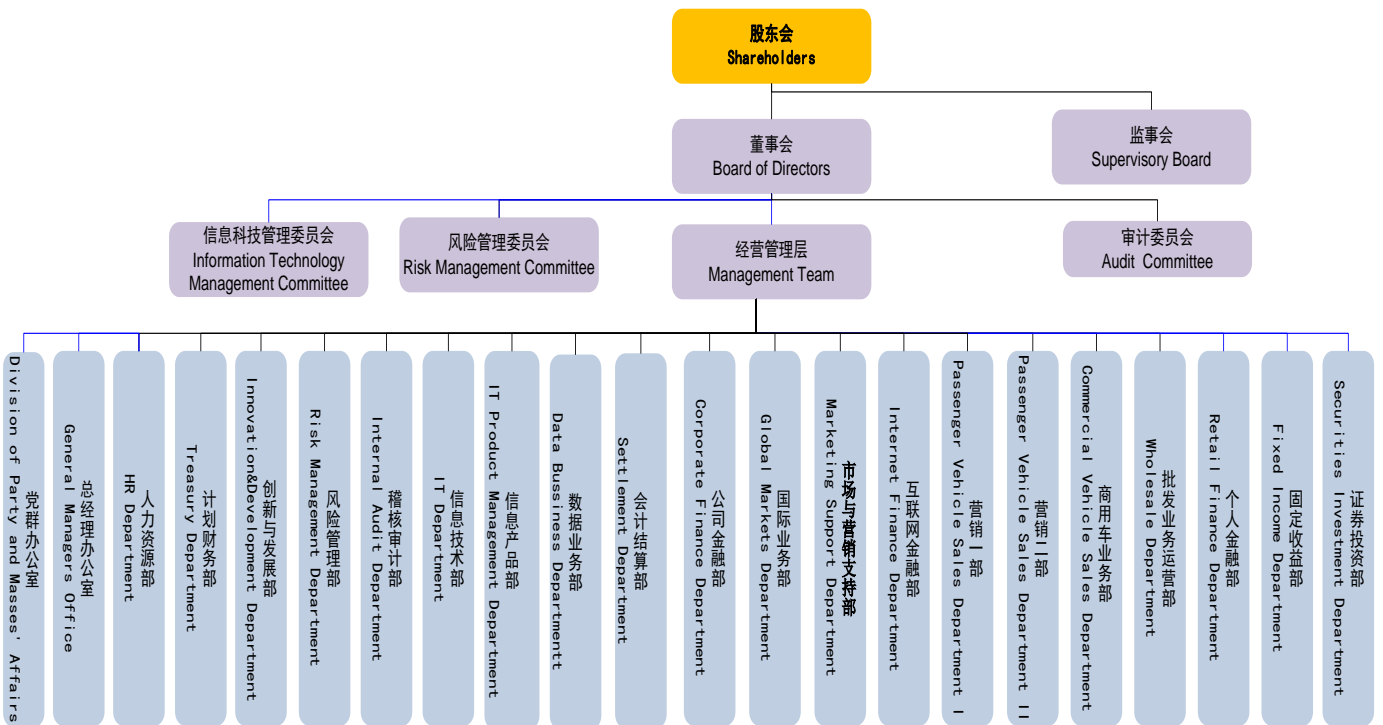 股东会
Shareholders
董事会
Board of Directors
监事会
Supervisory Board
信息科技管理委员会
Information Technology
Management Committee
风险管理委员会
Risk Management Committee
经营管理层
Management Team
审计委员会
Audit Committee
党群办公室
Division of Party and Masses' Affairs
总经理办公室
General Managers Office
人力资源部
HR Department
计划财务部
Treasury Department
创新与发展部
Innovation&Development Department
风险管理部
Risk Management Department
稽核审计部
Internal Audit Department
信息技术部
IT Department
信息产品部
IT Product Management Department
数据业务部
Data Bussiness Departmentt
会计结算部
Settlement Department
公司金融部
Corporate Finance Department
国际业务部
Global Markets Department
市场与营销支持部
Marketing Support Department
互联网金融部
Internet Finance Department
营销I部
Passenger Vehicle Sales Department I
营销II部
Passenger Vehicle Sales Department II
商用车业务部
Commercial Vehicle Sales Department
批发业务运营部
Wholesale Department
个人金融部
Retail Finance Department
固定收益部
Fixed Income Department
证券投资部
Securities Investment Department